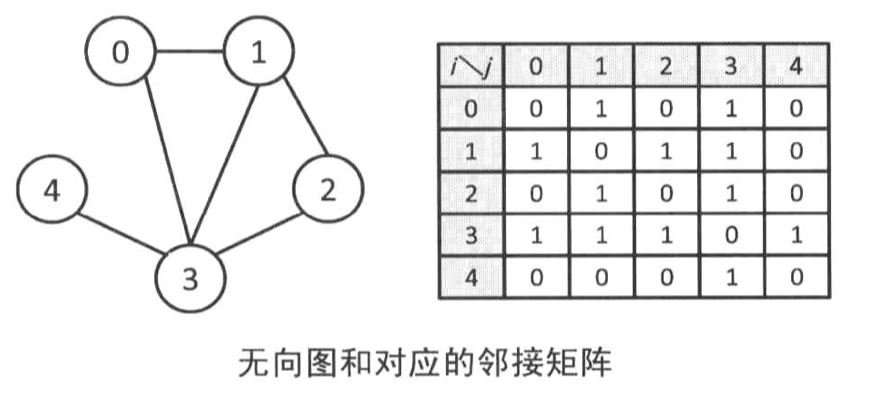 0 1
4 2
3
i\j 0 1 2 3 4
0 0 1 0 1 0
1 1 0 1 1 0
2 0 1 0 1 0
3 1 1 1 0 1
4 0 0 0 1 0
无向图和对应的邻接矩阵